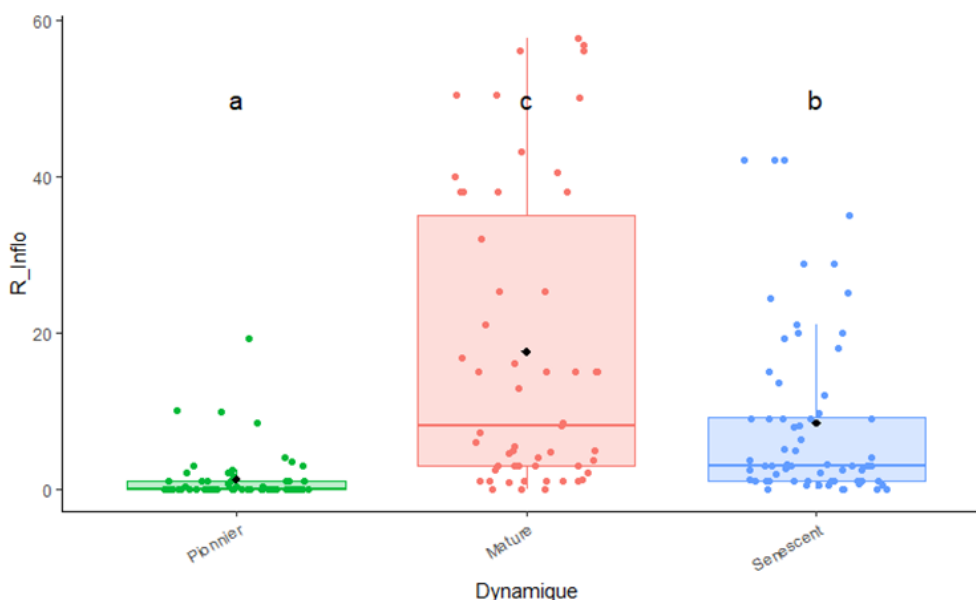 60
a
c
b
40
R_Inflo
20
0
Pionnier
Mature
Senescent
Dynamique